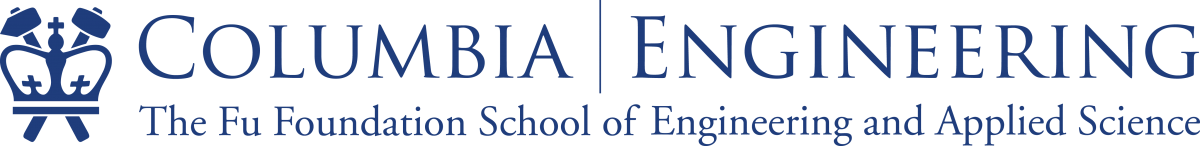 COLUMBIA | ENGINEERING
The Fu Foundation School of Engineering and Applied Science